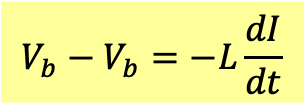 V_b − V_b = −L dI/dt